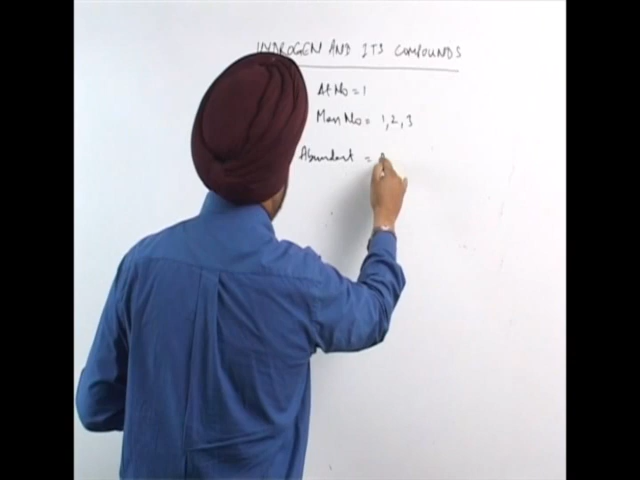 HYDROGEN AND ITS COMPOUNDS
At No = 1
Mass No = 1, 2, 3
Abundant =